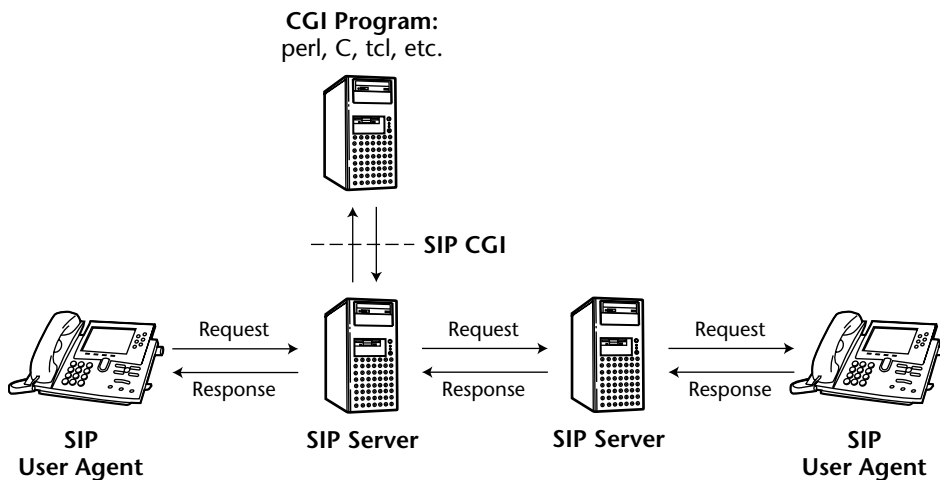 CGI Program:
perl, C, tcl, etc.
SIP CGI
Request
Response
Request
Response
Request
Response
SIP
User Agent
SIP Server
SIP Server
SIP
User Agent